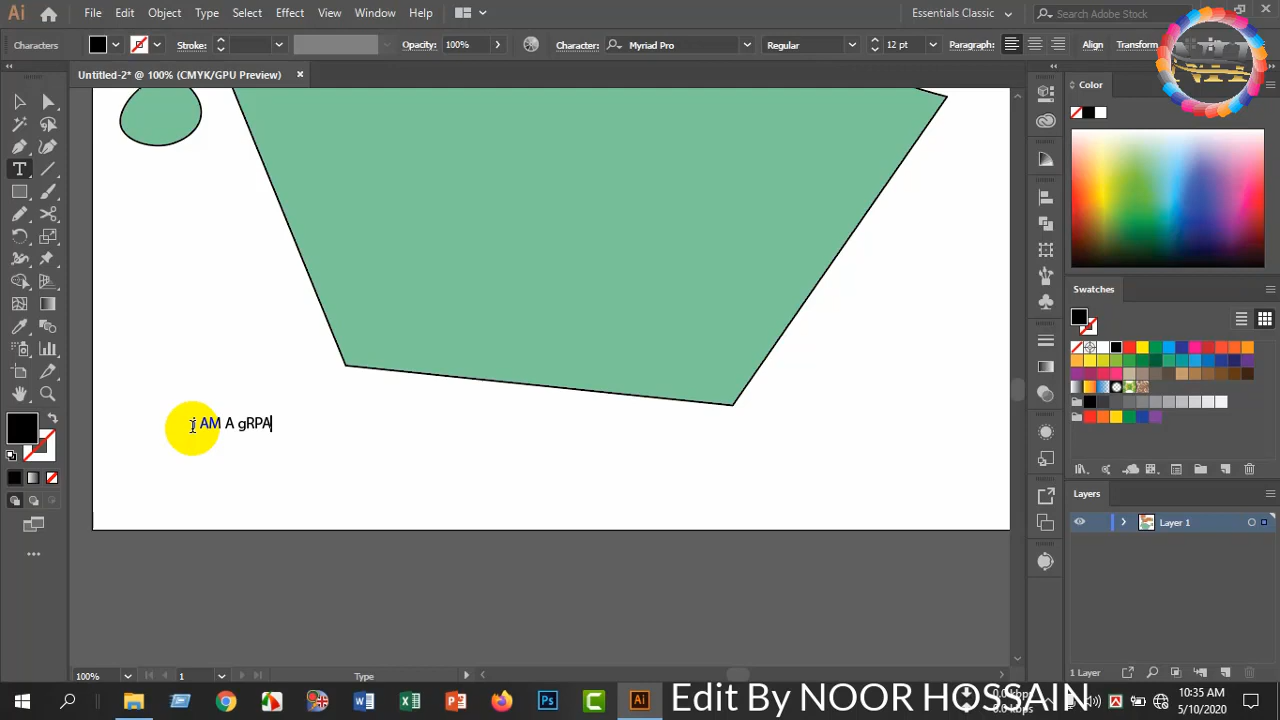 Ai File Edit Object Type Select Effect View Window Help Essentials Classic Search Adobe Stock
Characters Stroke: Opacity: 100% Character: Myriad Pro Regular 12 pt Paragraph: Align Transform
Untitled-2* @ 100% (CMYK/GPU Preview)
Color
Swatches
i AM A gRPA
Layers
Layer 1
100% 1 Type 1 Layer
Edit By NOOR HOSSAIN
10:35 AM
5/10/2020